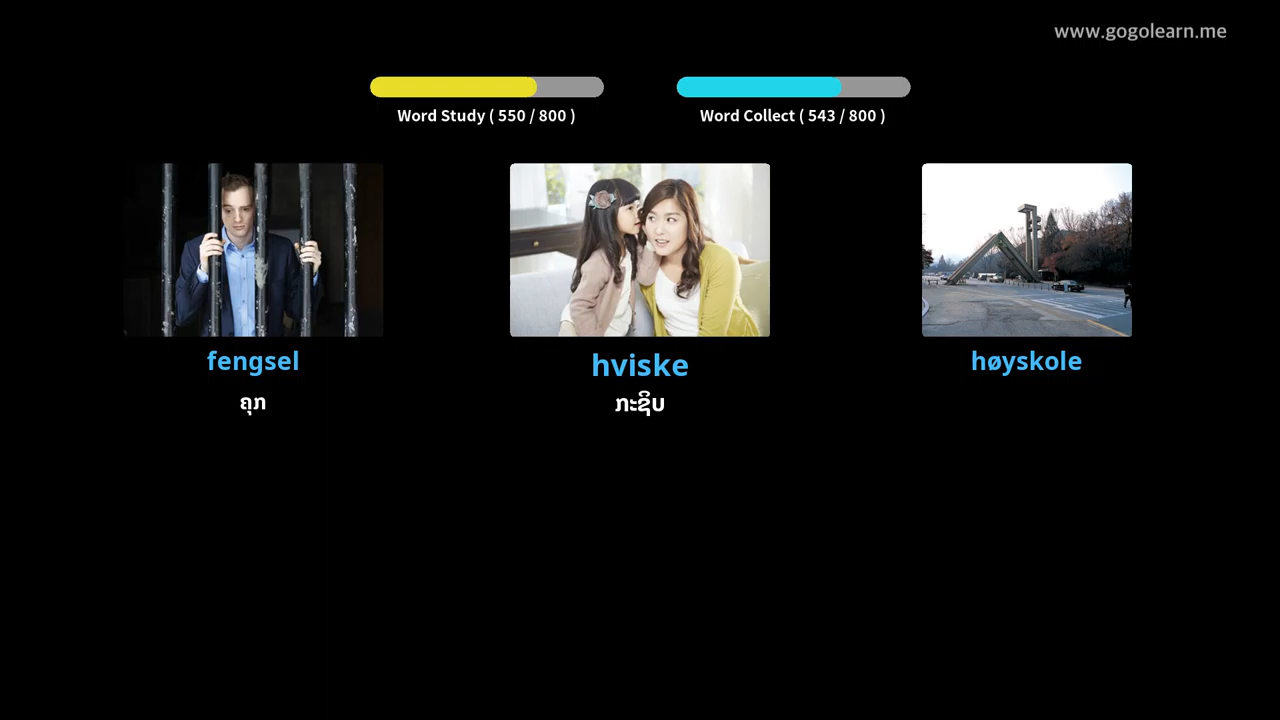 www.gogolearn.me
Word Study ( 550 / 800 )
Word Collect ( 543 / 800 )
fengsel
hviske
høyskole
ຄຸກ
ກະຊິບ